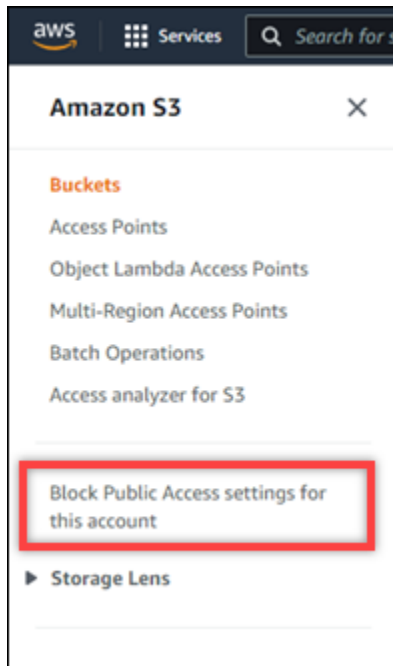 aws
Services
Search for s
Amazon S3
Buckets
Access Points
Object Lambda Access Points
Multi-Region Access Points
Batch Operations
Access analyzer for S3
Block Public Access settings for
this account
Storage Lens